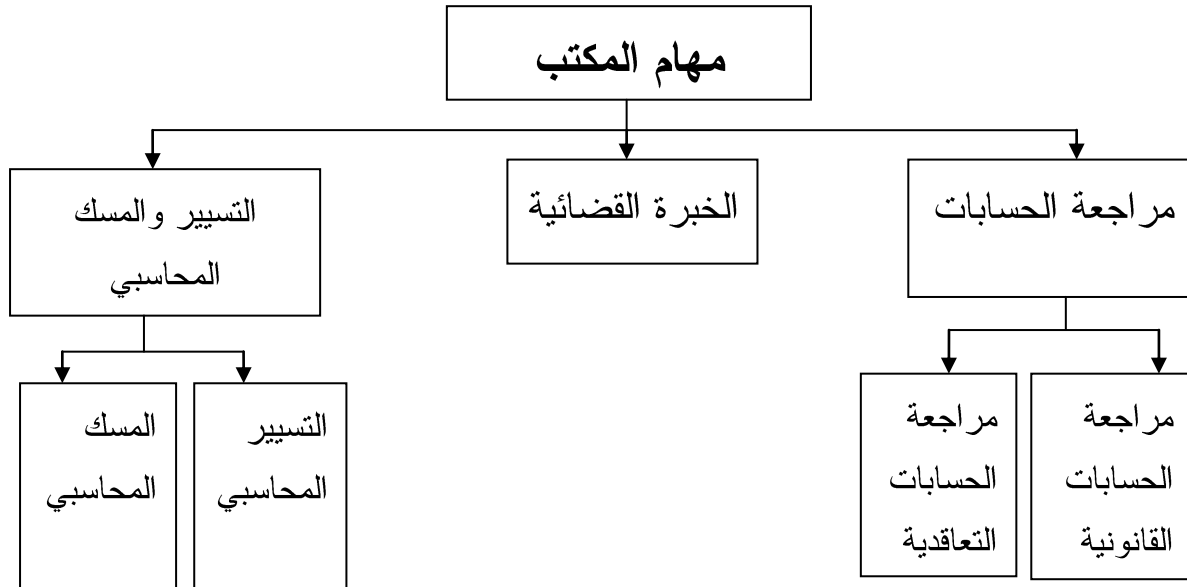 مهام المكتب
مراجعة الحسابات
الخبرة القضائية
التسيير والمسك
المحاسبي
مراجعة
الحسابات
القانونية
مراجعة
الحسابات
التعاقدية
التسيير
المحاسبي
المسك
المحاسبي